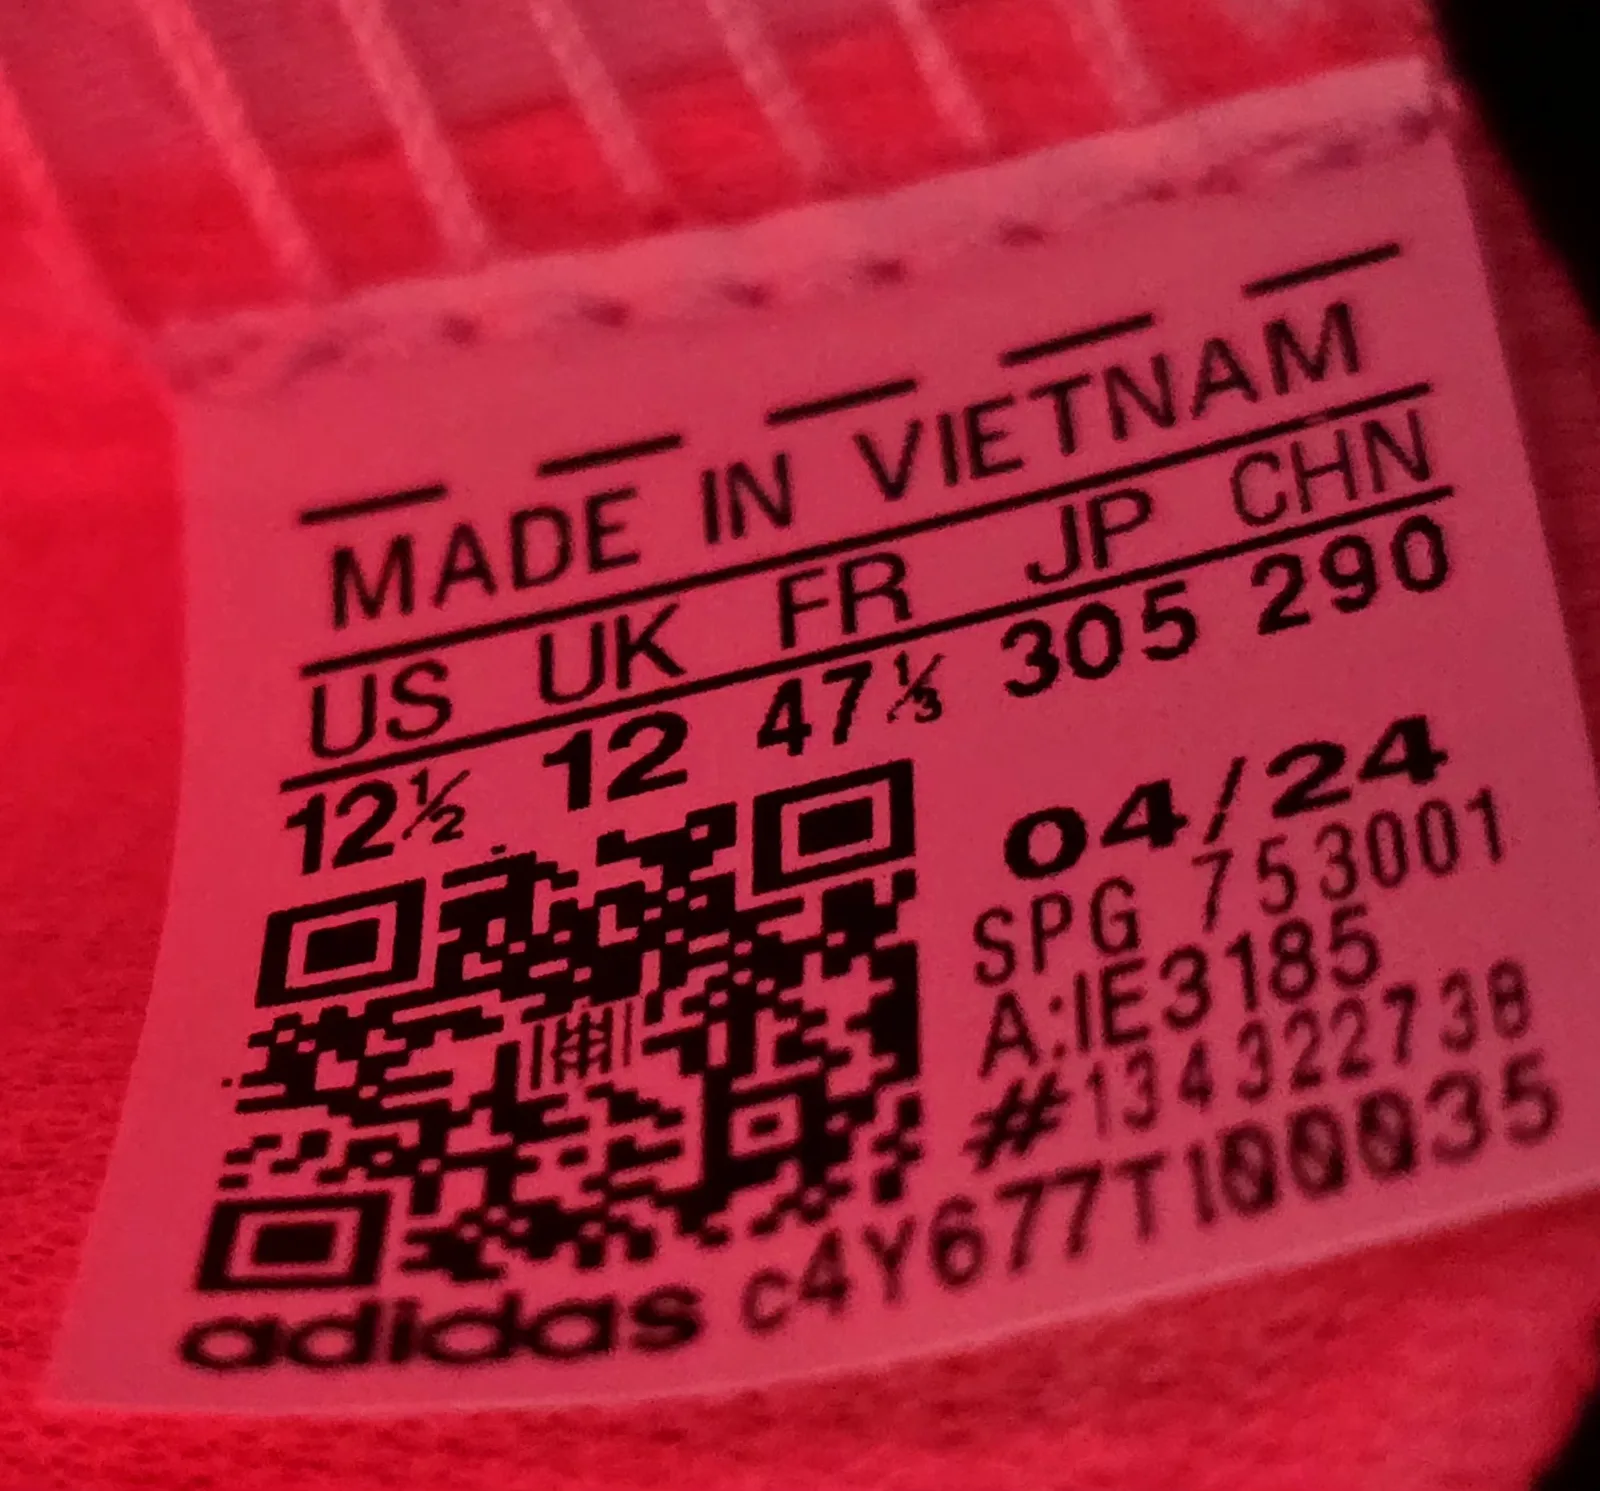 MADE IN VIETNAM
US UK FR JP CHN
12½ 12 47⅓ 305 290
04/24
SPG 753001
A:IE3185
#134322738
adidas c4Y677T100035